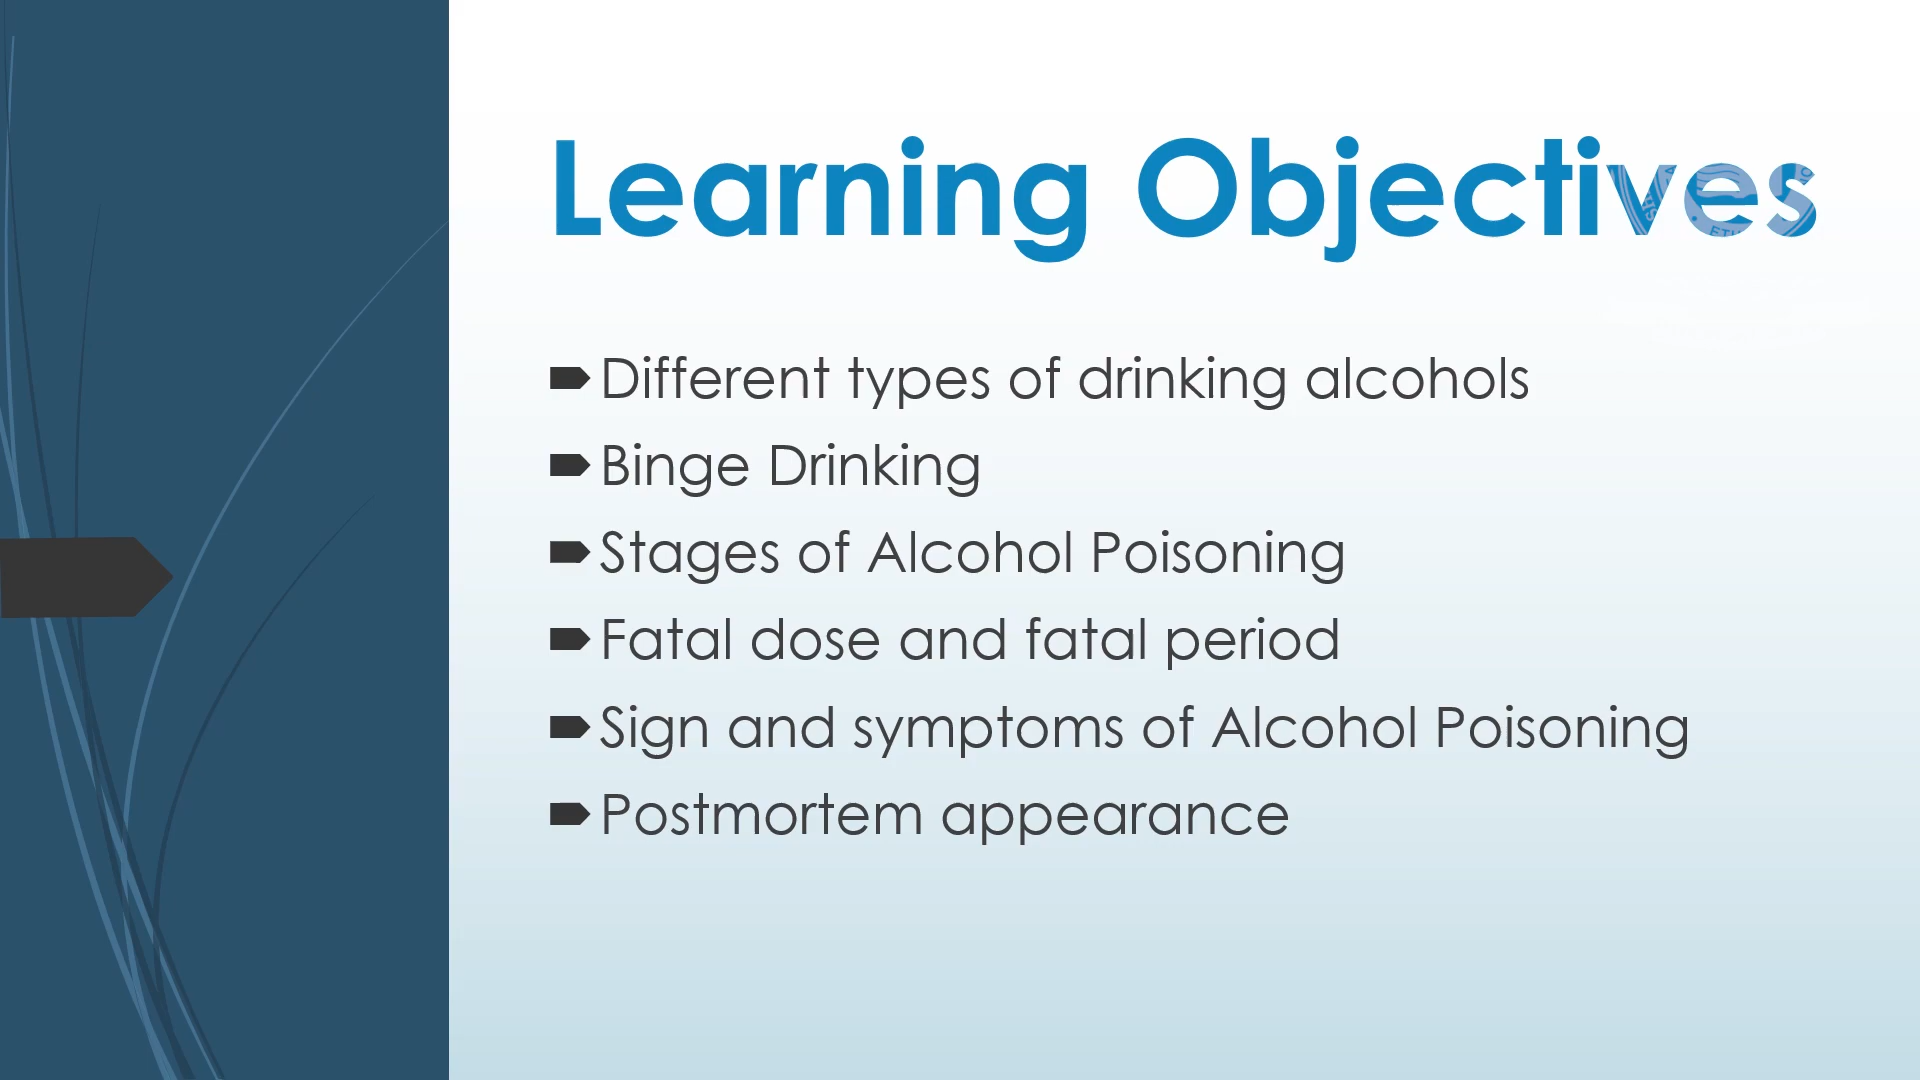 Learning Objectives
Different types of drinking alcohols
Binge Drinking
Stages of Alcohol Poisoning
Fatal dose and fatal period
Sign and symptoms of Alcohol Poisoning
Postmortem appearance